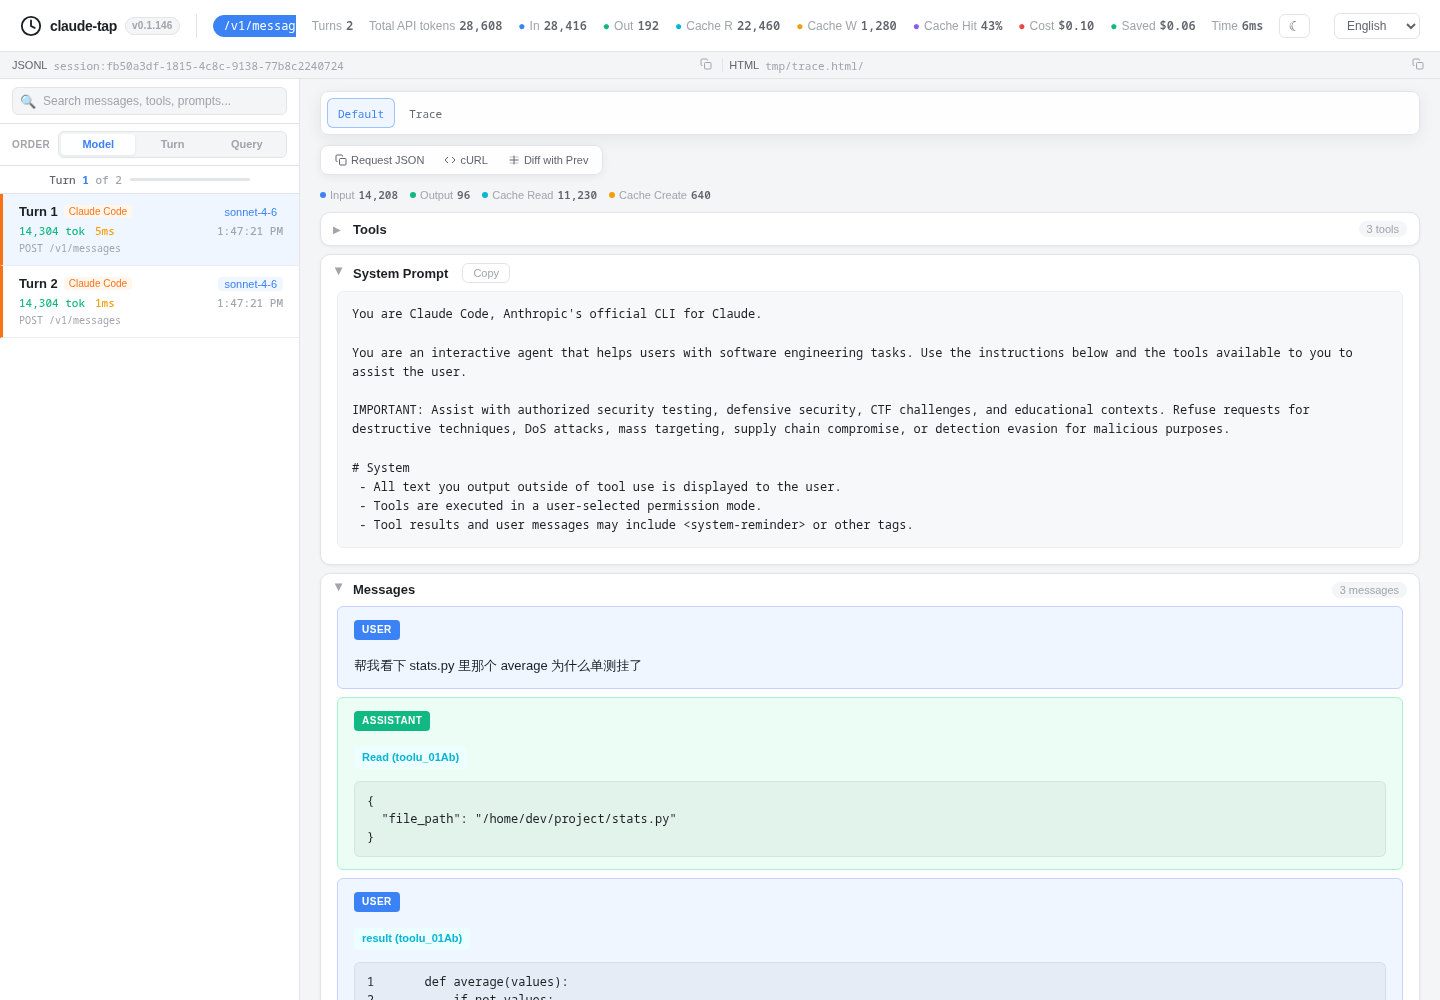 claude-tap v0.1.146 /v1/messag Turns 2 Total API tokens 28,608 In 28,416 Out 192 Cache R 22,460 Cache W 1,280 Cache Hit 43% Cost $0.10 Saved $0.06 Time 6ms English
JSONL session:fb50a3df-1815-4c8c-9138-77b8c2240724 HTML tmp/trace.html/
Search messages, tools, prompts...
ORDER Model Turn Query
Turn 1 of 2
Turn 1 Claude Code sonnet-4-6
14,304 tok 5ms 1:47:21 PM
POST /v1/messages
Turn 2 Claude Code sonnet-4-6
14,304 tok 1ms 1:47:21 PM
POST /v1/messages
Default Trace
Request JSON cURL Diff with Prev
Input 14,208 Output 96 Cache Read 11,230 Cache Create 640
Tools 3 tools
System Prompt Copy
You are Claude Code, Anthropic's official CLI for Claude.
You are an interactive agent that helps users with software engineering tasks. Use the instructions below and the tools available to you to
assist the user.
IMPORTANT: Assist with authorized security testing, defensive security, CTF challenges, and educational contexts. Refuse requests for
destructive techniques, DoS attacks, mass targeting, supply chain compromise, or detection evasion for malicious purposes.
# System
- All text you output outside of tool use is displayed to the user.
- Tools are executed in a user-selected permission mode.
- Tool results and user messages may include <system-reminder> or other tags.
Messages 3 messages
USER
帮我看下 stats.py 里那个 average 为什么单测挂了
ASSISTANT
Read (toolu_01Ab)
{
"file_path": "/home/dev/project/stats.py"
}
USER
result (toolu_01Ab)
1 def average(values):
2 if not values: